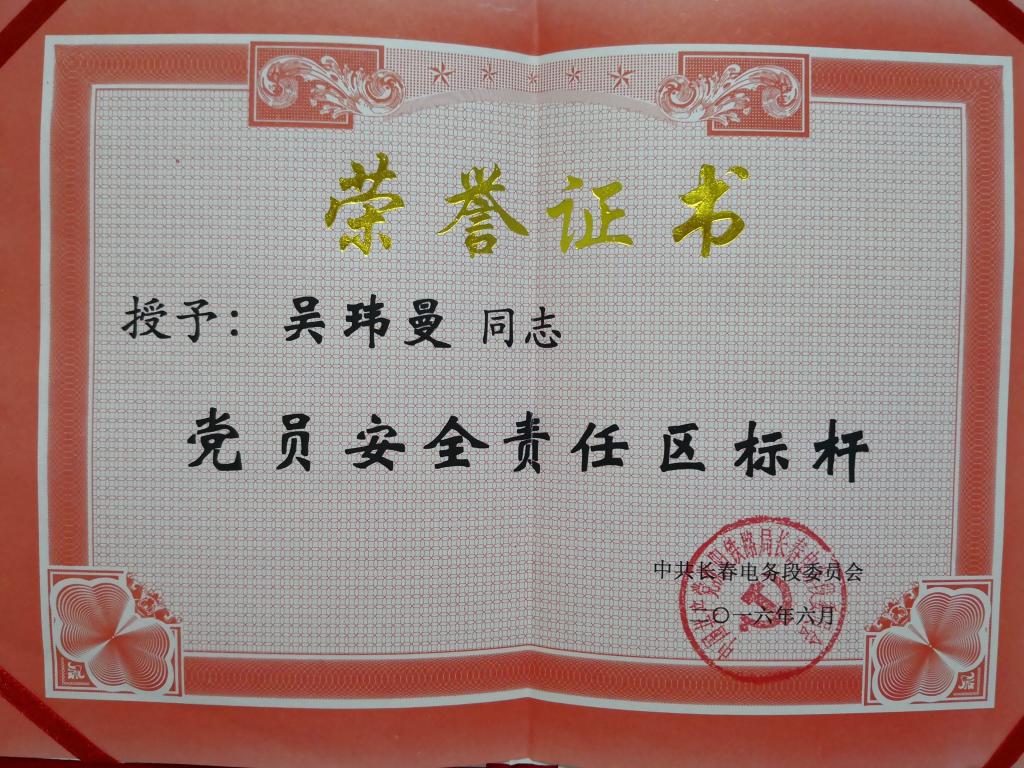 荣誉证书
授予：吴玮曼 同志
党员安全责任区标杆
中共长春电务段委员会
二〇一六年六月